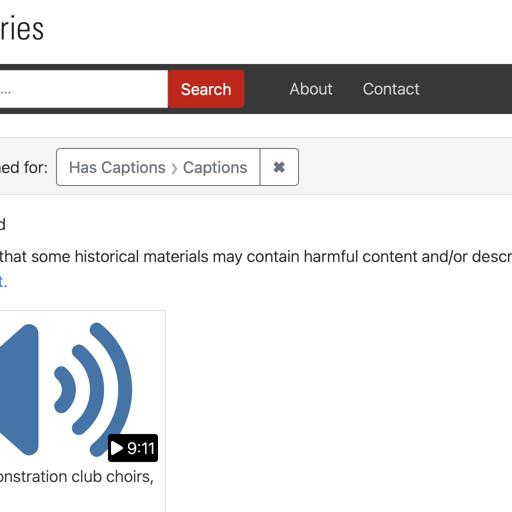 ries
... Search About Contact
ed for: Has Captions ❯ Captions ✖
d
that some historical materials may contain harmful content and/or descr
t.
9:11
onstration club choirs,